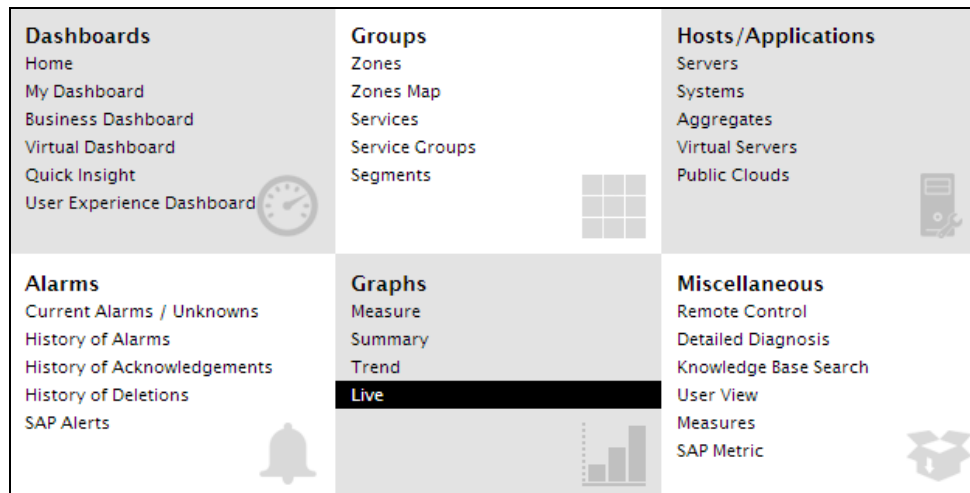 Dashboards
Home
My Dashboard
Business Dashboard
Virtual Dashboard
Quick Insight
User Experience Dashboard
Groups
Zones
Zones Map
Services
Service Groups
Segments
Hosts/Applications
Servers
Systems
Aggregates
Virtual Servers
Public Clouds
Alarms
Current Alarms / Unknowns
History of Alarms
History of Acknowledgements
History of Deletions
SAP Alerts
Graphs
Measure
Summary
Trend
Live
Miscellaneous
Remote Control
Detailed Diagnosis
Knowledge Base Search
User View
Measures
SAP Metric